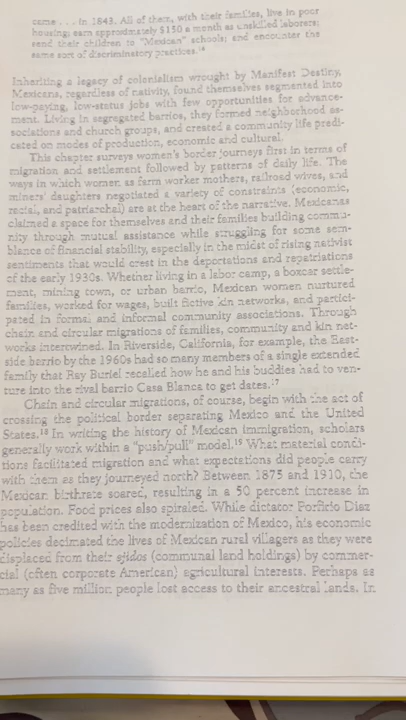 came . . . in 1843. All of them, with their families, live in poor
housing; earn approximately $150 a month as unskilled laborers;
send their children to "Mexican" schools; and encounter the
same sort of discriminatory practices.¹⁶
Inheriting a legacy of colonialism wrought by Manifest Destiny,
Mexicans, regardless of nativity, found themselves segmented into
low-paying, low-status jobs with few opportunities for advance-
ment. Living in segregated barrios, they formed neighborhood as-
sociations and church groups, and created a community life predi-
cated on modes of production, economic and cultural.
This chapter surveys women's border journeys first in terms of
migration and settlement followed by patterns of daily life. The
ways in which women as farm worker mothers, railroad wives, and
miners' daughters negotiated a variety of constraints (economic,
racial, and patriarchal) are at the heart of the narrative. Mexicanas
claimed a space for themselves and their families building commu-
nity through mutual assistance while struggling for some sem-
blance of financial stability, especially in the midst of rising nativist
sentiments that would crest in the deportations and repatriations
of the early 1930s. Whether living in a labor camp, a boxcar settle-
ment, mining town, or urban barrio, Mexican women nurtured
families, worked for wages, built fictive kin networks, and partici-
pated in formal and informal community associations. Through
chain and circular migrations of families, community and kin net-
works intertwined. In Riverside, California, for example, the East-
side barrio by the 1960s had so many members of a single extended
family that Ray Buriel recalled how he and his buddies had to ven-
ture into the rival barrio Casa Blanca to get dates.¹⁷
Chain and circular migrations, of course, begin with the act of
crossing the political border separating Mexico and the United
States.¹⁸ In writing the history of Mexican immigration, scholars
generally work within a "push/pull" model.¹⁹ What material condi-
tions facilitated migration and what expectations did people carry
with them as they journeyed north? Between 1875 and 1910, the
Mexican birthrate soared, resulting in a 50 percent increase in
population. Food prices also spiraled. While dictator Porfirio Díaz
has been credited with the modernization of Mexico, his economic
policies decimated the lives of Mexican rural villagers as they were
displaced from their ejidos (communal land holdings) by commer-
cial (often corporate American) agricultural interests. Perhaps as
many as five million people lost access to their ancestral lands. In